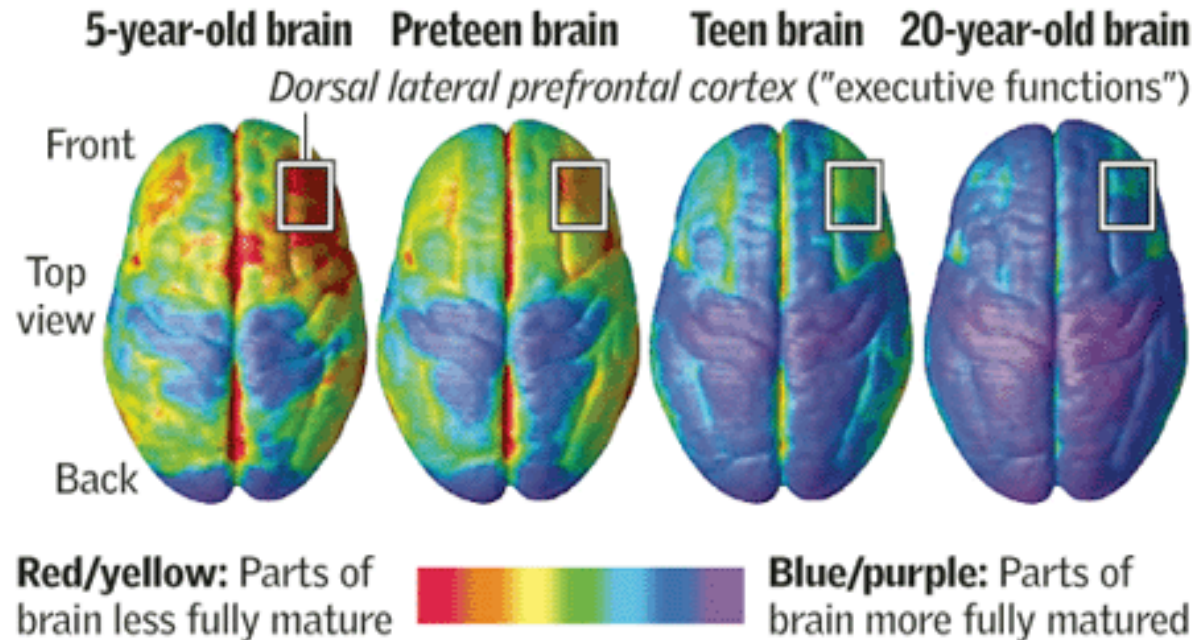 5-year-old brain Preteen brain Teen brain 20-year-old brain
Dorsal lateral prefrontal cortex ("executive functions")
Front
Top
view
Back
Red/yellow: Parts of
brain less fully mature
Blue/purple: Parts of
brain more fully matured